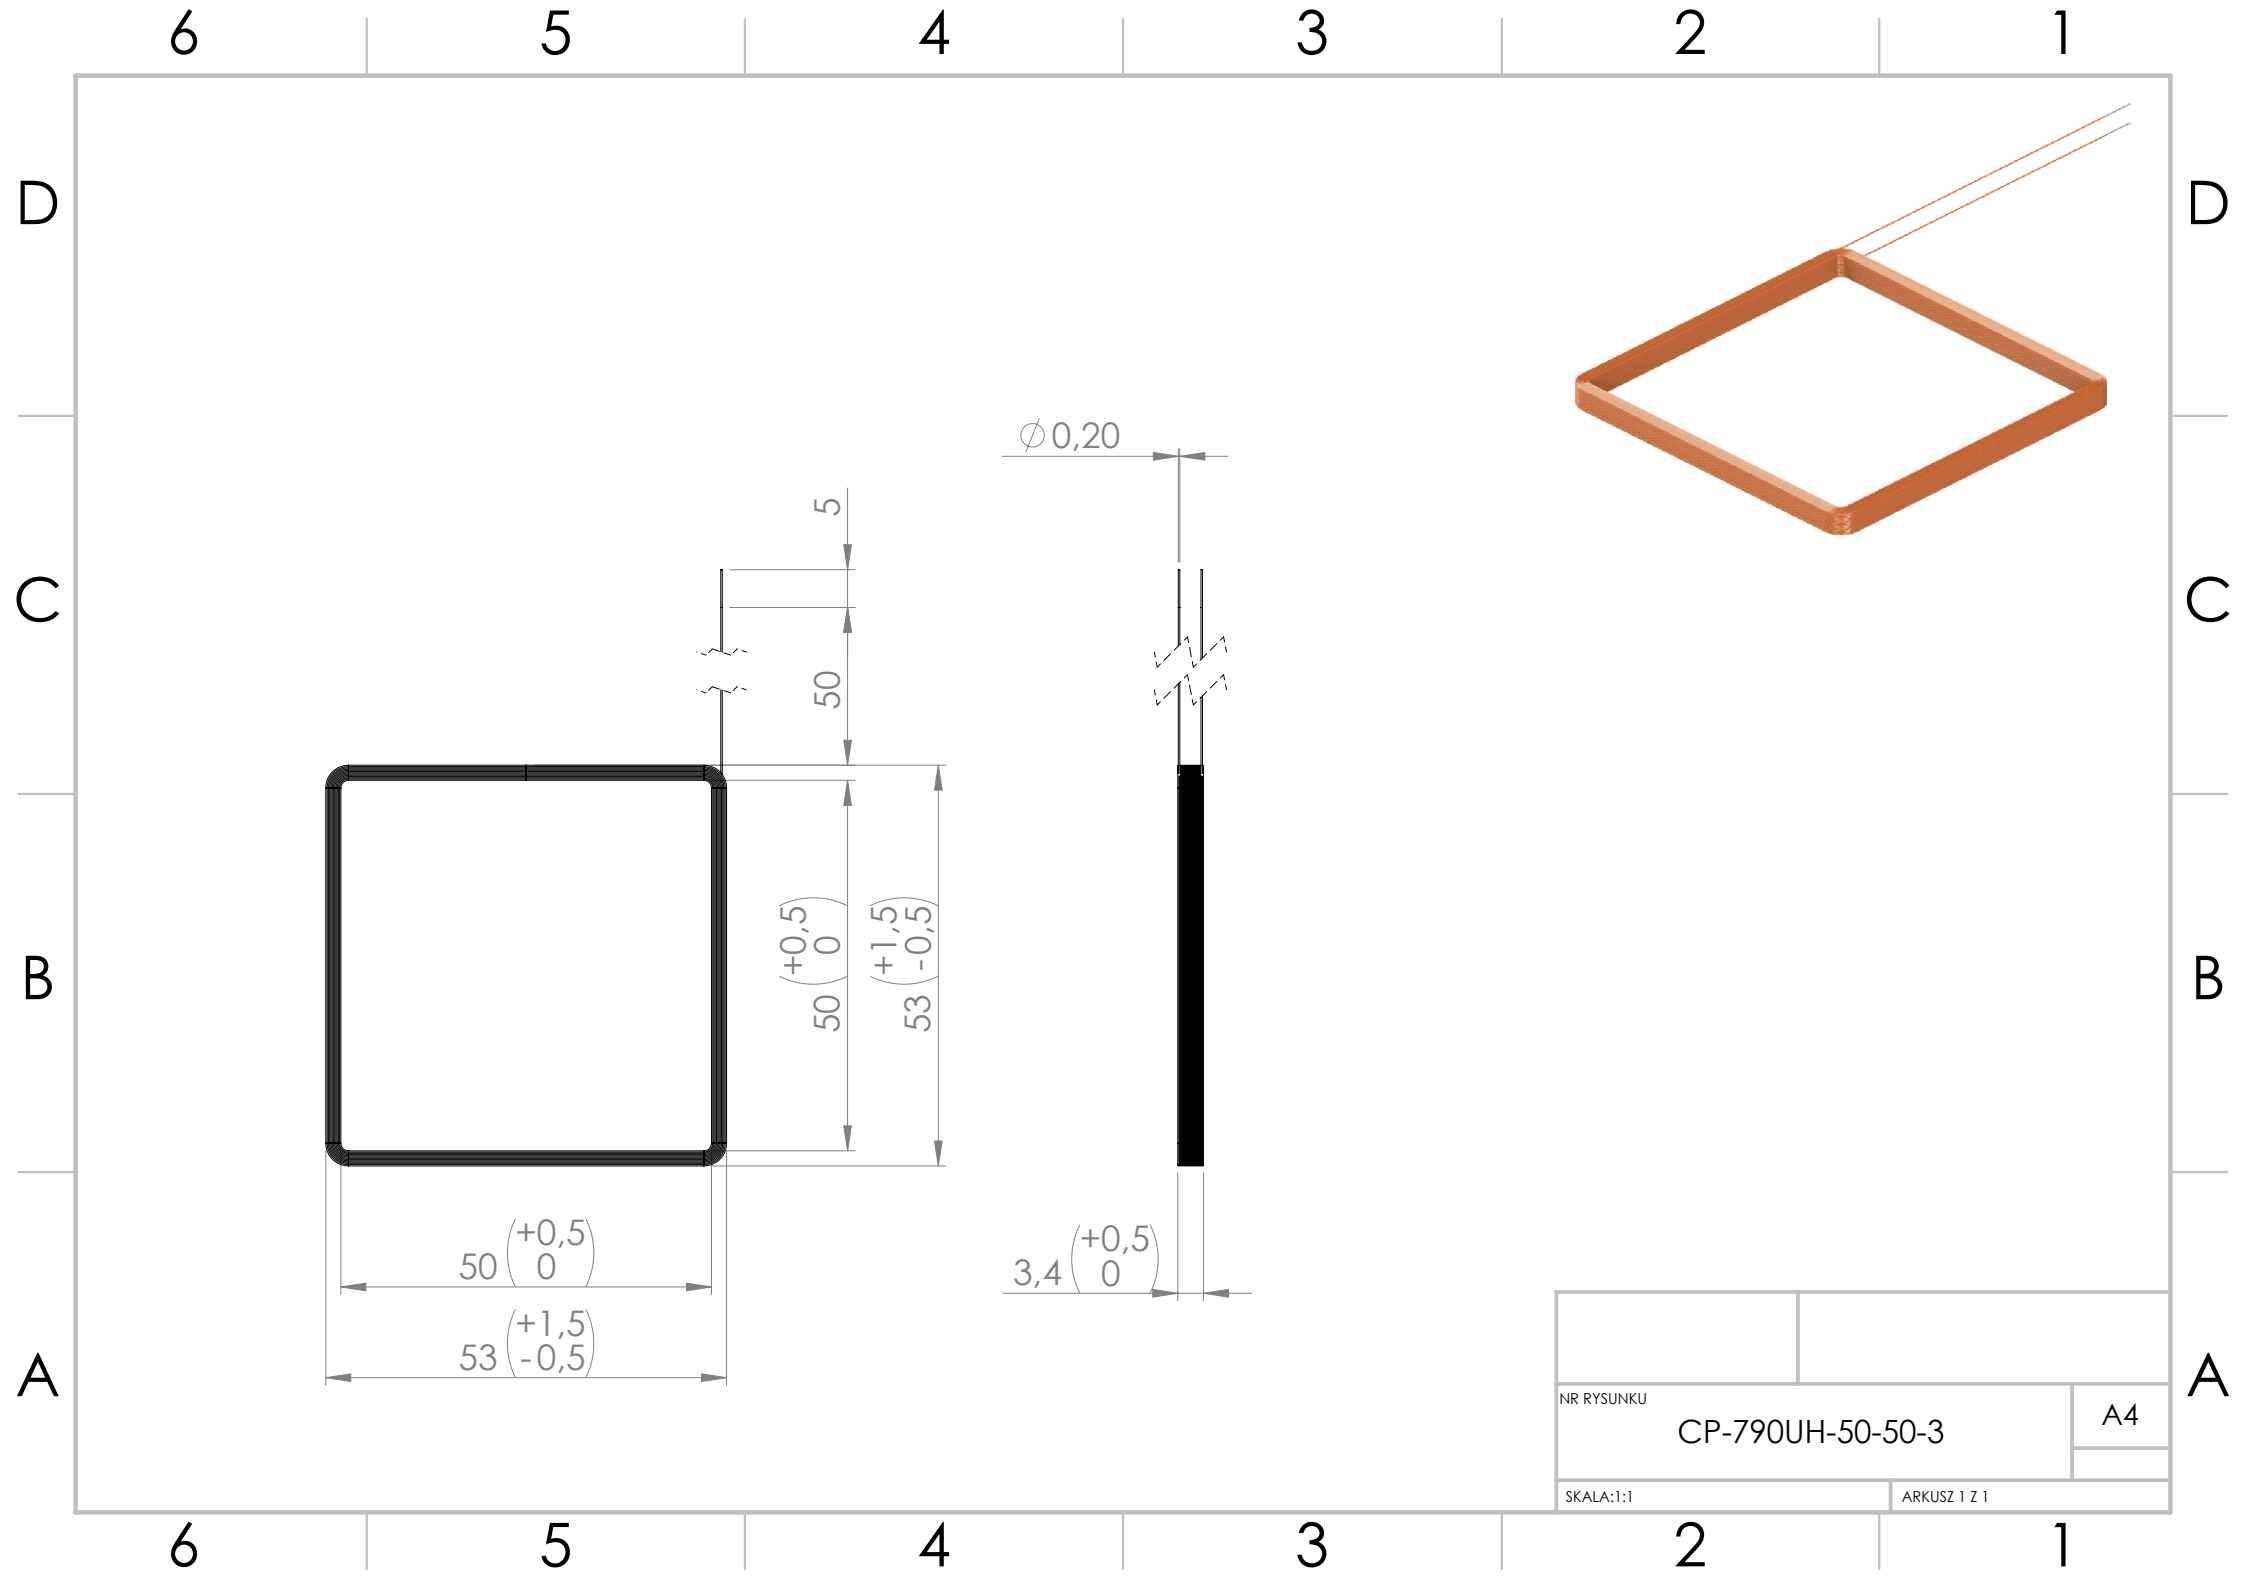 6 5 4 3 2 1
D D
⌀0,20
5
C C
50
50 (+0,5 0)
53 (+1,5 -0,5)
B B
50 (+0,5 0)
3,4 (+0,5 0)
53 (+1,5 -0,5)
A A
NR RYSUNKU
CP-790UH-50-50-3
A4
SKALA:1:1
ARKUSZ 1 Z 1
6 5 4 3 2 1